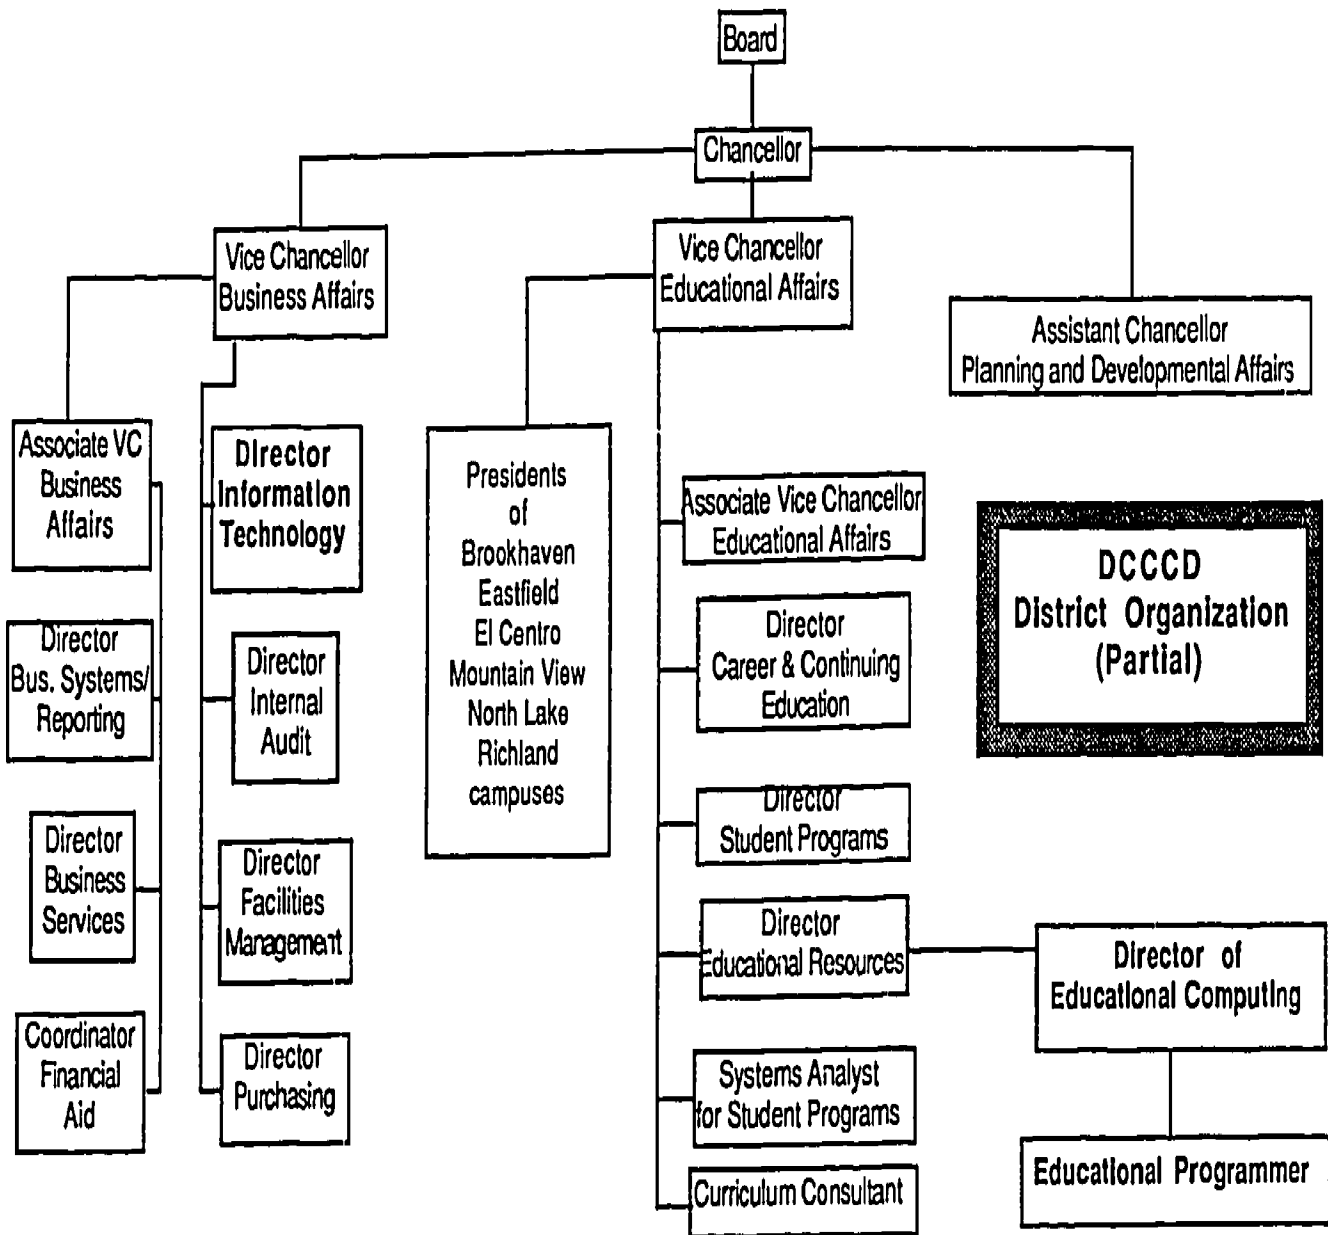 Board
Chancellor
Vice Chancellor
Business Affairs
Vice Chancellor
Educational Affairs
Assistant Chancellor
Planning and Developmental Affairs
Associate VC
Business
Affairs
Director
Information
Technology
Presidents
of
Brookhaven
Eastfield
El Centro
Mountain View
North Lake
Richland
campuses
Associate Vice Chancellor
Educational Affairs
DCCCD
District Organization
(Partial)
Director
Bus. Systems/
Reporting
Director
Internal
Audit
Director
Career & Continuing
Education
Director
Business
Services
Director
Facilities
Management
Director
Student Programs
Director
Educational Resources
Director of
Educational Computing
Coordinator
Financial
Aid
Director
Purchasing
Systems Analyst
for Student Programs
Educational Programmer
Curriculum Consultant